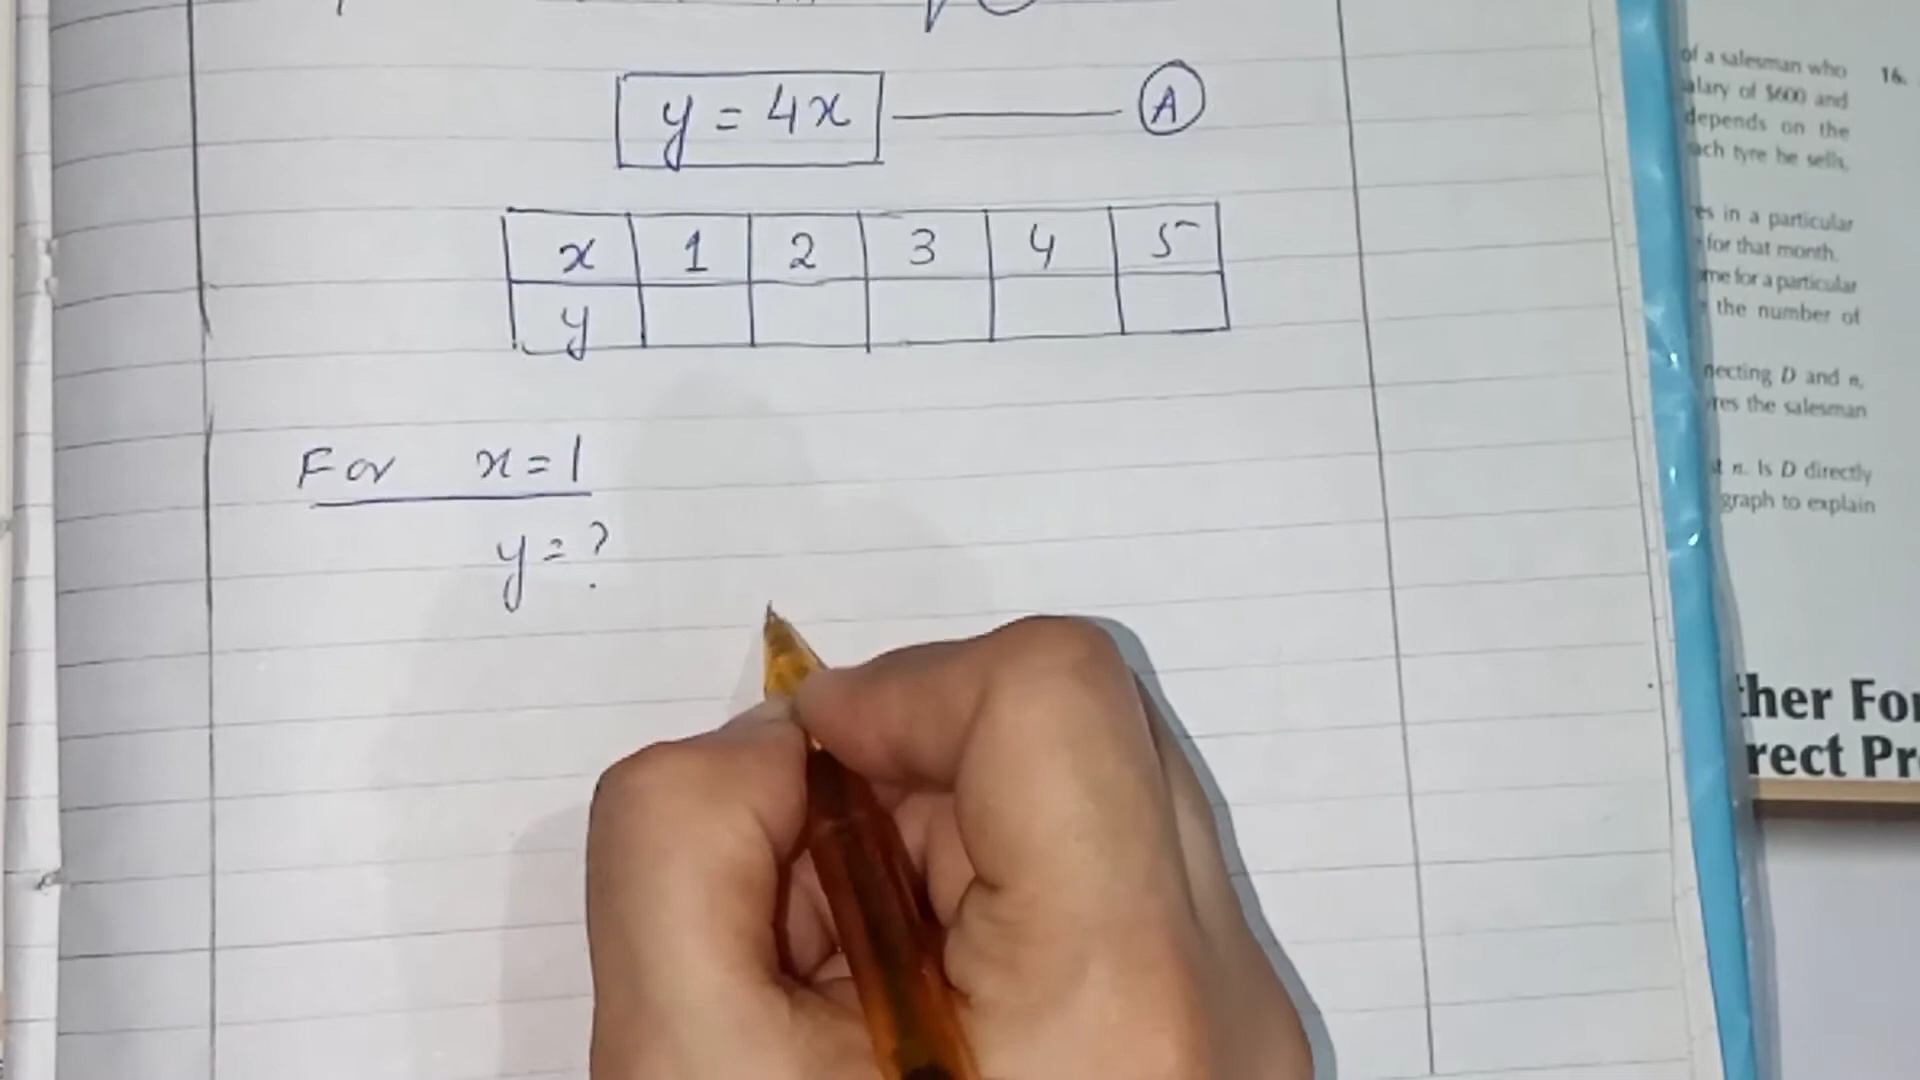 y = 4x A
x 1 2 3 4 5
y
For x = 1
y = ?
of a salesman who 16.
alary of $600 and
depends on the
ach tyre he sells.
es in a particular
for that month.
me for a particular
the number of
necting D and n,
res the salesman
t n. Is D directly
graph to explain
ther For
rect Pr